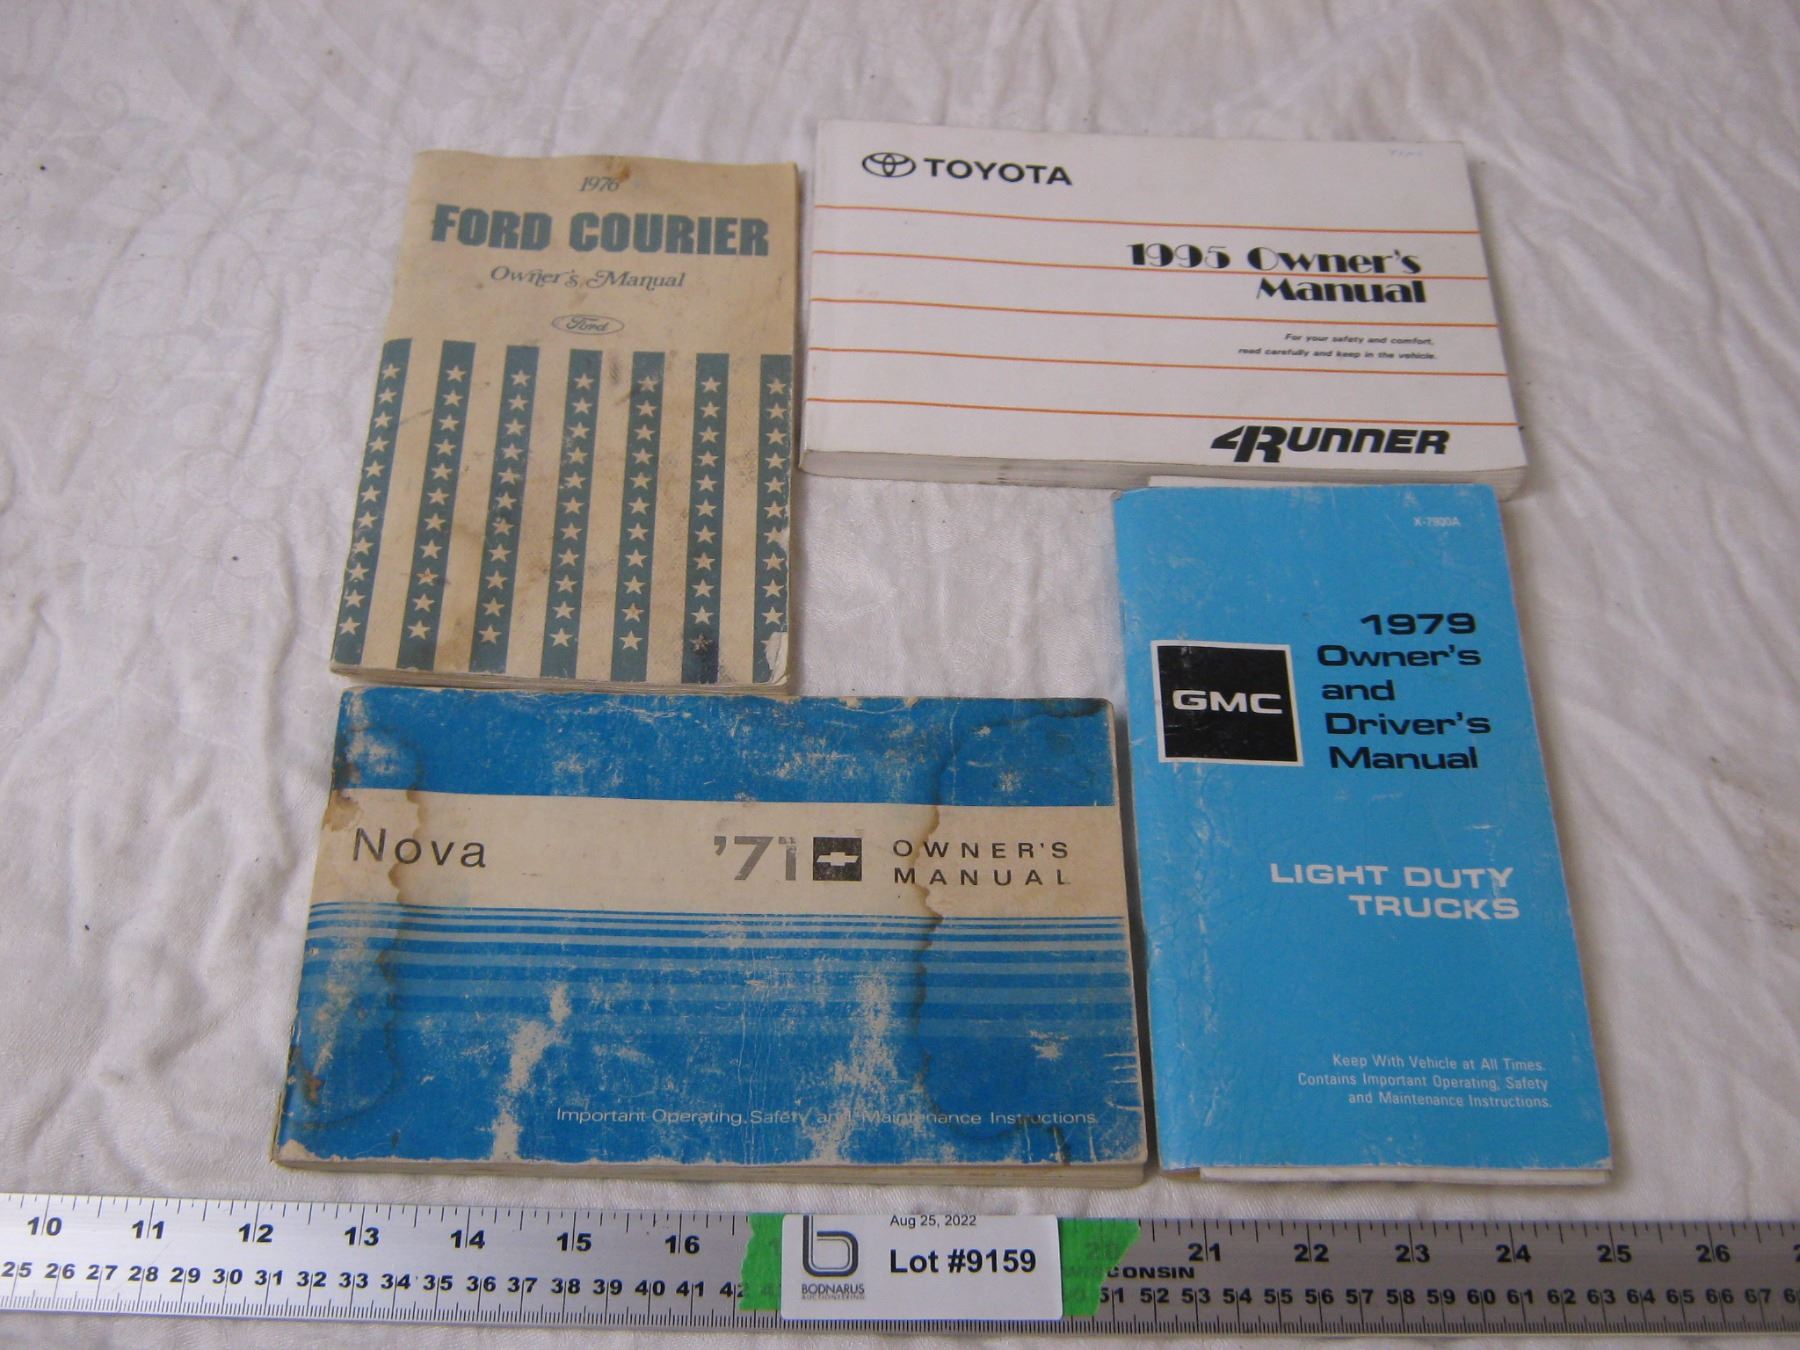 1976
FORD COURIER
Owner's Manual
Ford
TOYOTA
1995 Owner's
Manual
For your safety and comfort,
read carefully and keep in the vehicle.
4RUNNER
X-7900A
1979
Owner's
and
Driver's
Manual
GMC
LIGHT DUTY
TRUCKS
Keep With Vehicle at All Times.
Contains Important Operating, Safety
and Maintenance Instructions.
Nova
'71
OWNER'S
MANUAL
Important Operating, Safety and Maintenance Instructions
10 11 12 13 14 15 16 20 21 22 23 24 25 26
CONSIN
25 26 27 28 29 30 31 32 33 34 35 36 37 38 39 40 41 42 51 52 53 54 55 56 57 58 59 60 61 62 63 64 65 66 67
Aug 25, 2022
Lot #9159
b
BODNARUS
AUCTIONEERING